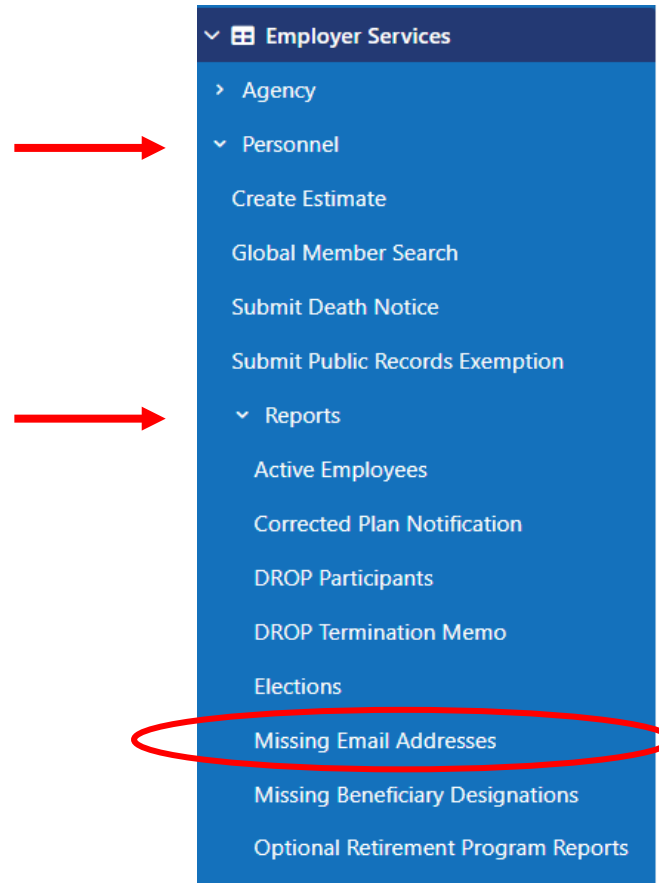 Employer Services
Agency
Personnel
Create Estimate
Global Member Search
Submit Death Notice
Submit Public Records Exemption
Reports
Active Employees
Corrected Plan Notification
DROP Participants
DROP Termination Memo
Elections
Missing Email Addresses
Missing Beneficiary Designations
Optional Retirement Program Reports